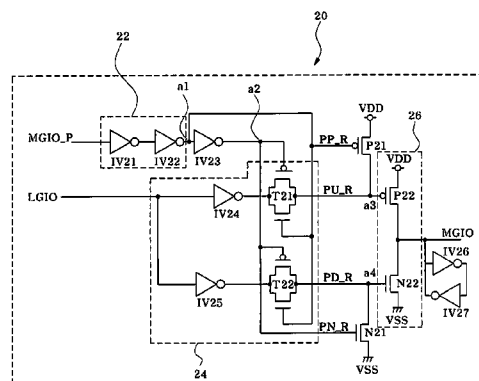 20
22
a1
a2
VDD
26
MGIO_P
IV21
IV22
IV23
PP_R
P21
VDD
LGIO
IV24
T21
PU_R
a3
P22
MGIO
IV26
IV25
T22
PD_R
a4
N22
IV27
VSS
PN_R
N21
24
VSS